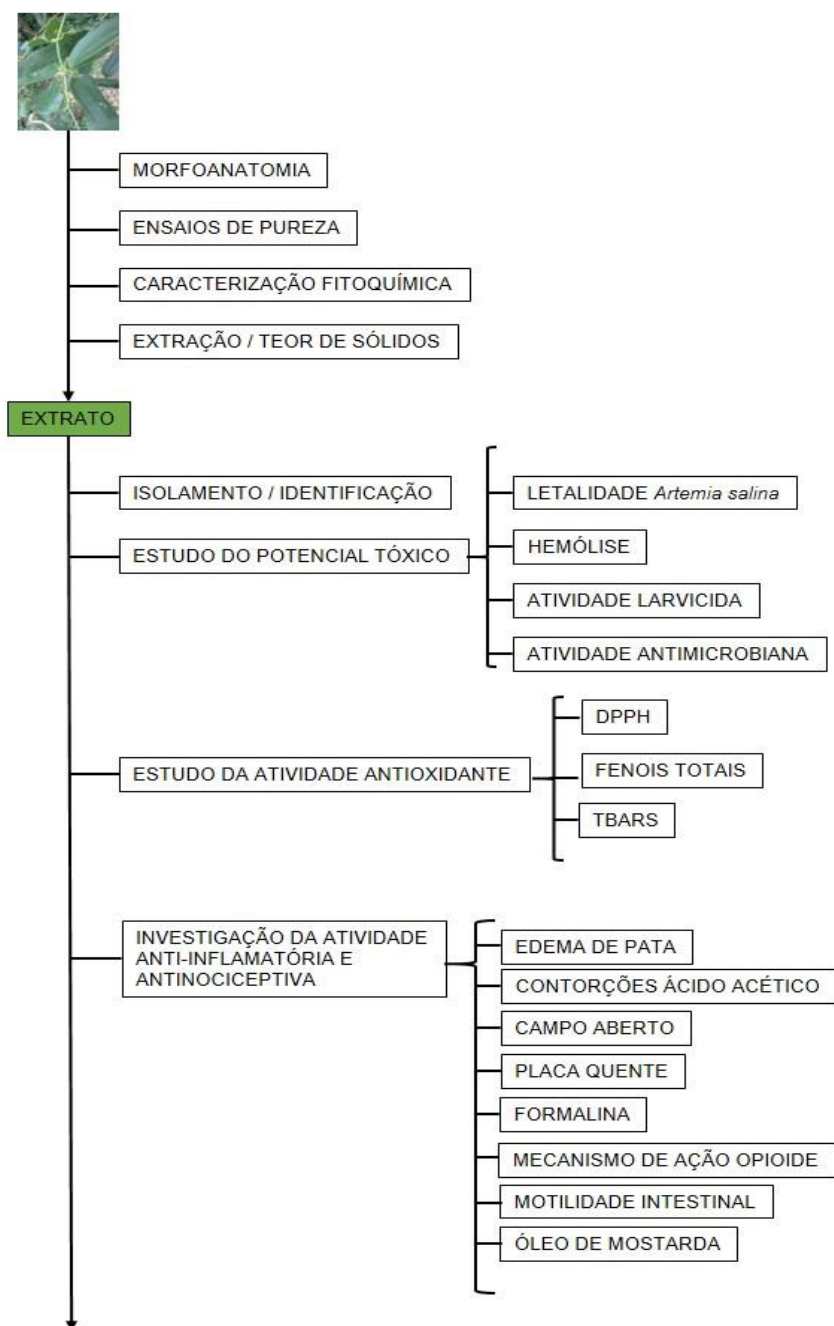 MORFOANATOMIA
ENSAIOS DE PUREZA
CARACTERIZAÇÃO FITOQUÍMICA
EXTRAÇÃO / TEOR DE SÓLIDOS
EXTRATO
ISOLAMENTO / IDENTIFICAÇÃO
ESTUDO DO POTENCIAL TÓXICO
LETALIDADE Artemia salina
HEMÓLISE
ATIVIDADE LARVICIDA
ATIVIDADE ANTIMICROBIANA
ESTUDO DA ATIVIDADE ANTIOXIDANTE
DPPH
FENOIS TOTAIS
TBARS
INVESTIGAÇÃO DA ATIVIDADE
ANTI-INFLAMATÓRIA E
ANTINOCICEPTIVA
EDEMA DE PATA
CONTORÇÕES ÁCIDO ACÉTICO
CAMPO ABERTO
PLACA QUENTE
FORMALINA
MECANISMO DE AÇÃO OPIOIDE
MOTILIDADE INTESTINAL
ÓLEO DE MOSTARDA